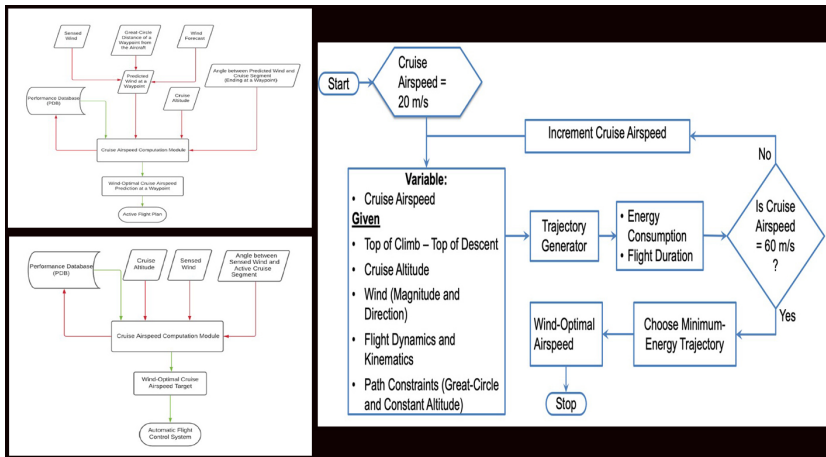 Sensed
Wind
Great-Circle
Distance of a
Waypoint from
the Aircraft
Wind
Forecast
Predicted
Wind at a
Waypoint
Angle between Predicted Wind and
Cruise Segment
(Ending at a Waypoint)
Cruise
Altitude
Performance Database
(PDB)
Cruise Airspeed Computation Module
Wind-Optimal Cruise Airspeed
Prediction at a Waypoint
Active Flight Plan
Performance Database
(PDB)
Cruise
Altitude
Sensed
Wind
Angle between
Sensed Wind and
Active Cruise
Segment
Cruise Airspeed Computation Module
Wind-Optimal Cruise
Airspeed Target
Automatic Flight
Control System
Start
Cruise
Airspeed =
20 m/s
Increment Cruise Airspeed
No
Variable:
• Cruise Airspeed
Given
• Top of Climb – Top of Descent
• Cruise Altitude
• Wind (Magnitude and
Direction)
• Flight Dynamics and
Kinematics
• Path Constraints (Great-Circle
and Constant Altitude)
Trajectory
Generator
• Energy
Consumption
• Flight Duration
Is Cruise
Airspeed
= 60 m/s
?
Yes
Choose Minimum-
Energy Trajectory
Wind-Optimal
Airspeed
Stop